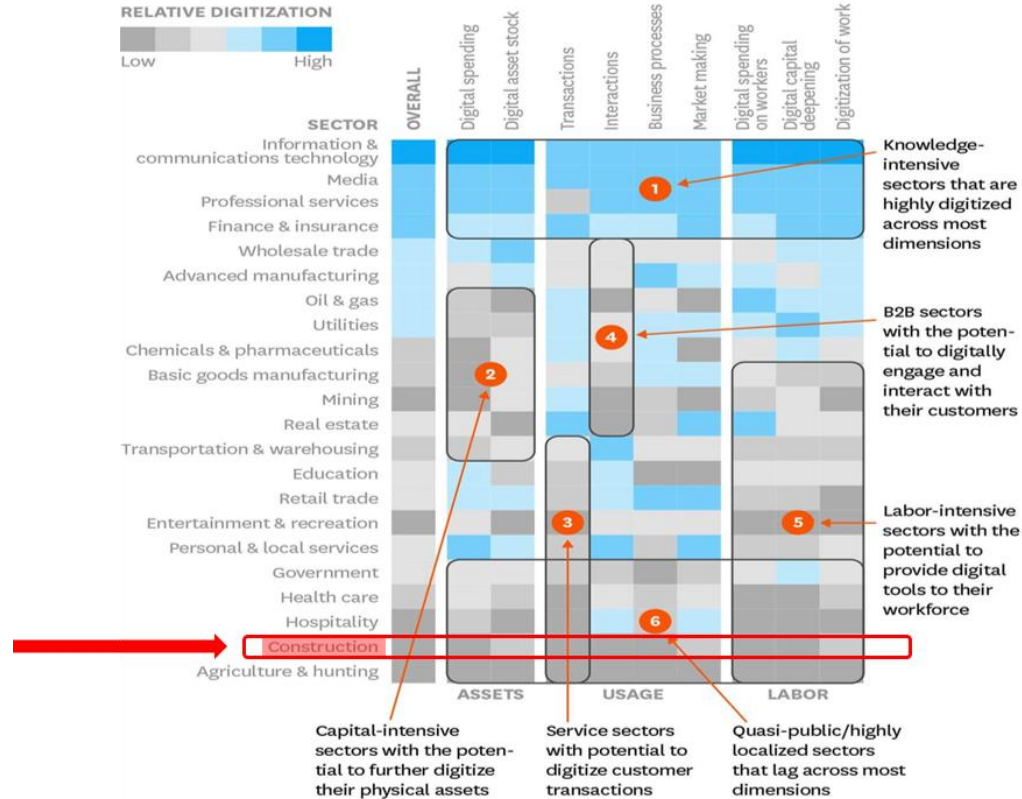 RELATIVE DIGITIZATION
Low
High
OVERALL
Digital spending
Digital asset stock
Transactions
Interactions
Business processes
Market making
Digital spending
on workers
Digital capital
deepening
Digitization of work
SECTOR
Information &
communications technology
Media
Professional services
Finance & insurance
Wholesale trade
Advanced manufacturing
Oil & gas
Utilities
Chemicals & pharmaceuticals
Basic goods manufacturing
Mining
Real estate
Transportation & warehousing
Education
Retail trade
Entertainment & recreation
Personal & local services
Government
Health care
Hospitality
Construction
Agriculture & hunting
1
2
3
4
5
6
Knowledge-
intensive
sectors that are
highly digitized
across most
dimensions
B2B sectors
with the poten-
tial to digitally
engage and
interact with
their customers
Labor-intensive
sectors with the
potential to
provide digital
tools to their
workforce
ASSETS
USAGE
LABOR
Capital-intensive
sectors with the poten-
tial to further digitize
their physical assets
Service sectors
with potential to
digitize customer
transactions
Quasi-public/highly
localized sectors
that lag across most
dimensions